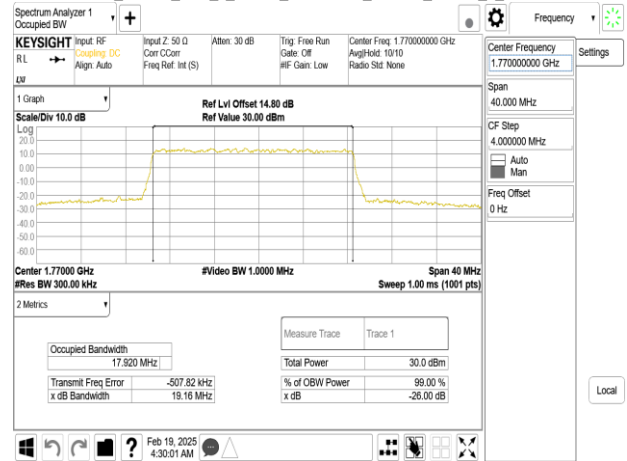 Spectrum Analyzer 1
Occupied BW
Frequency
KEYSIGHT
RL
LXI
Input: RF
Coupling: DC
Align: Auto
Input Z: 50 Ω
Corr CCorr
Freq Ref: Int (S)
Atten: 30 dB
Trig: Free Run
Gate: Off
#IF Gain: Low
Center Freq: 1.770000000 GHz
Avg|Hold: 10/10
Radio Std: None
Center Frequency
1.770000000 GHz
Settings
Span
40.000 MHz
CF Step
4.000000 MHz
Auto
Man
Freq Offset
0 Hz
Local
1 Graph
Scale/Div 10.0 dB
Ref Lvl Offset 14.80 dB
Ref Value 30.00 dBm
Log
20.0
10.0
0.00
-10.0
-20.0
-30.0
-40.0
-50.0
-60.0
Center 1.77000 GHz
#Video BW 1.0000 MHz
Span 40 MHz
#Res BW 300.00 kHz
Sweep 1.00 ms (1001 pts)
2 Metrics
Measure Trace Trace 1
Occupied Bandwidth
17.920 MHz
Total Power 30.0 dBm
Transmit Freq Error -507.82 kHz
% of OBW Power 99.00 %
x dB Bandwidth 19.16 MHz
x dB -26.00 dB
Feb 19, 2025
4:30:01 AM